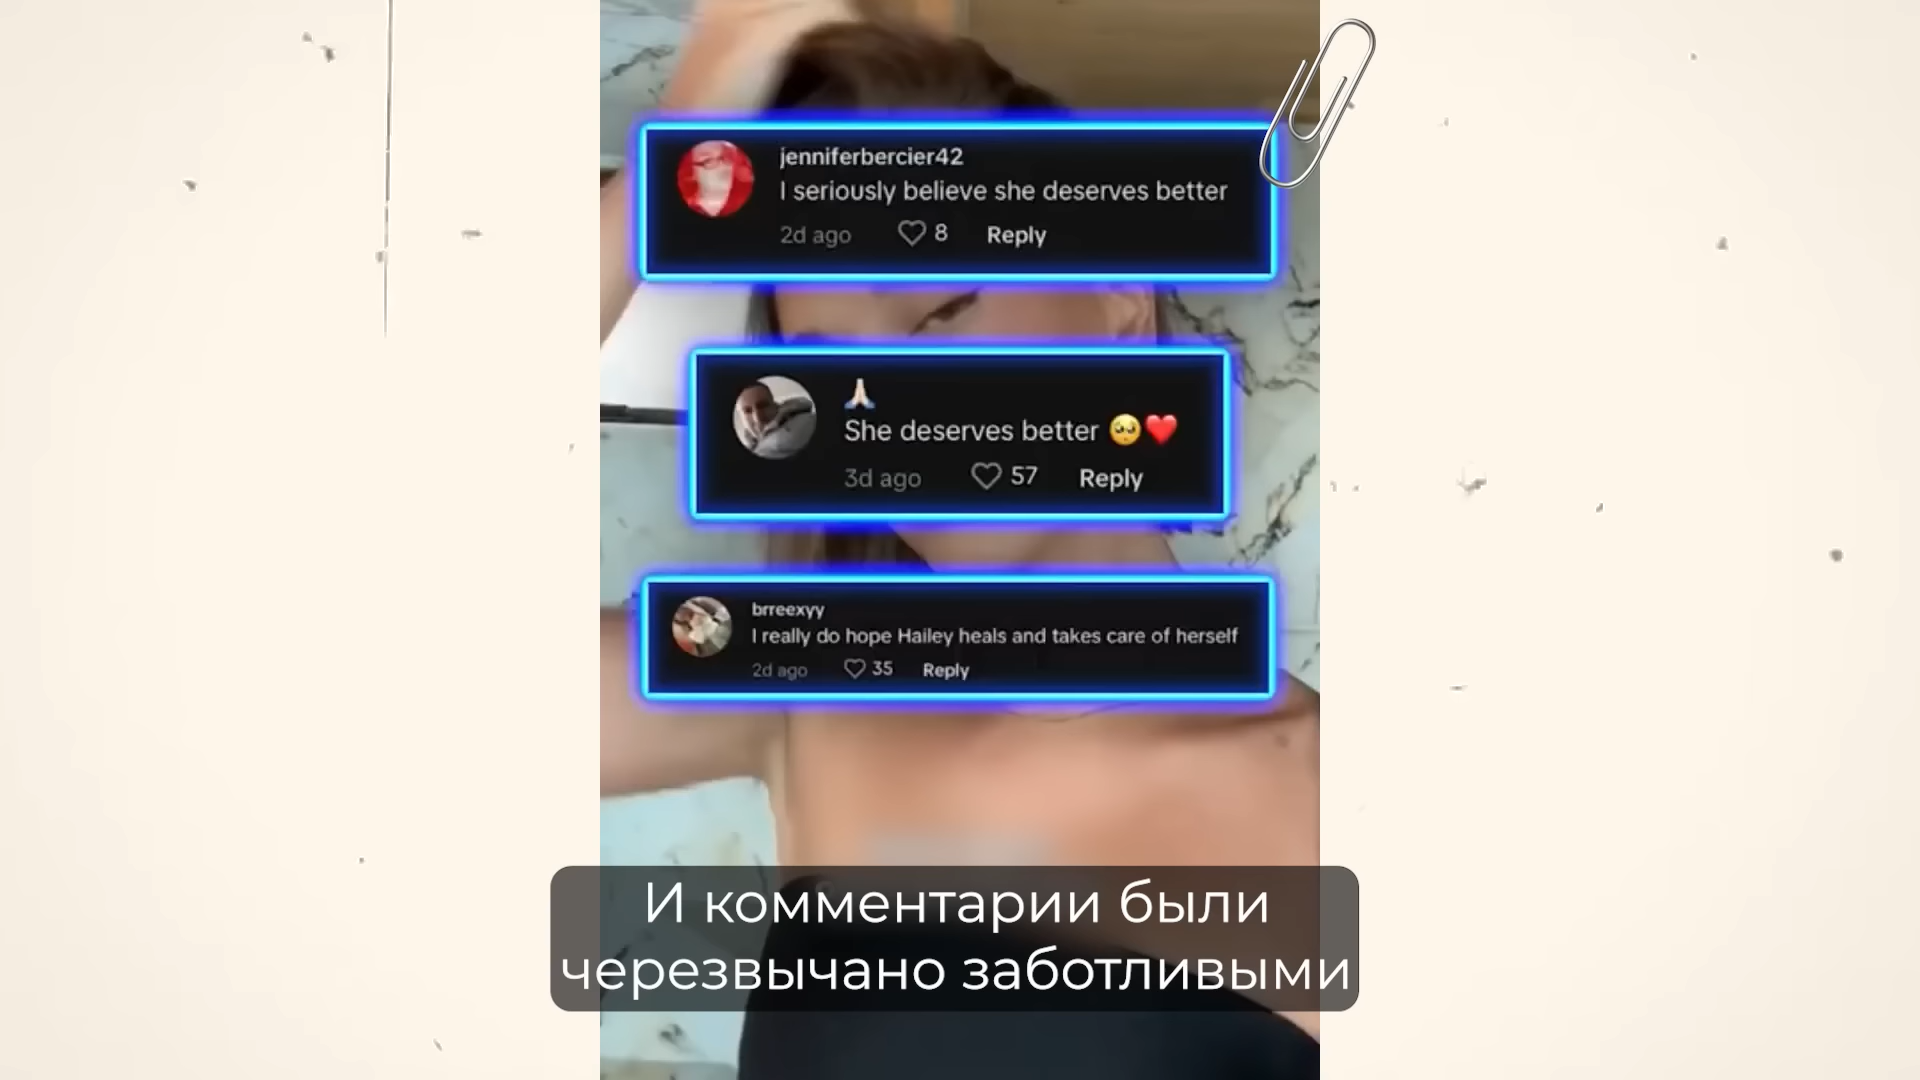 jenniferbercier42
I seriously believe she deserves better
2d ago 8 Reply
🙏🏻
She deserves better 🥺❤️
3d ago 57 Reply
brreexyy
I really do hope Hailey heals and takes care of herself
2d ago 35 Reply
И комментарии были
черезвычано заботливыми